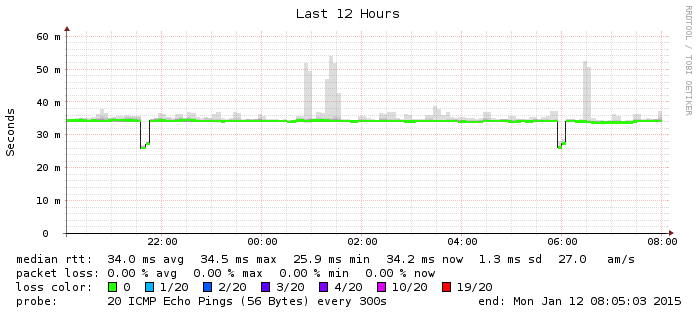 Last 12 Hours
RRDTOOL / TOBI OETIKER
Seconds
60 m
50 m
40 m
30 m
20 m
10 m
0
22:00 00:00 02:00 04:00 06:00 08:00
median rtt: 34.0 ms avg 34.5 ms max 25.9 ms min 34.2 ms now 1.3 ms sd 27.0 am/s
packet loss: 0.00 % avg 0.00 % max 0.00 % min 0.00 % now
loss color: 0 1/20 2/20 3/20 4/20 10/20 19/20
probe: 20 ICMP Echo Pings (56 Bytes) every 300s end: Mon Jan 12 08:05:03 2015